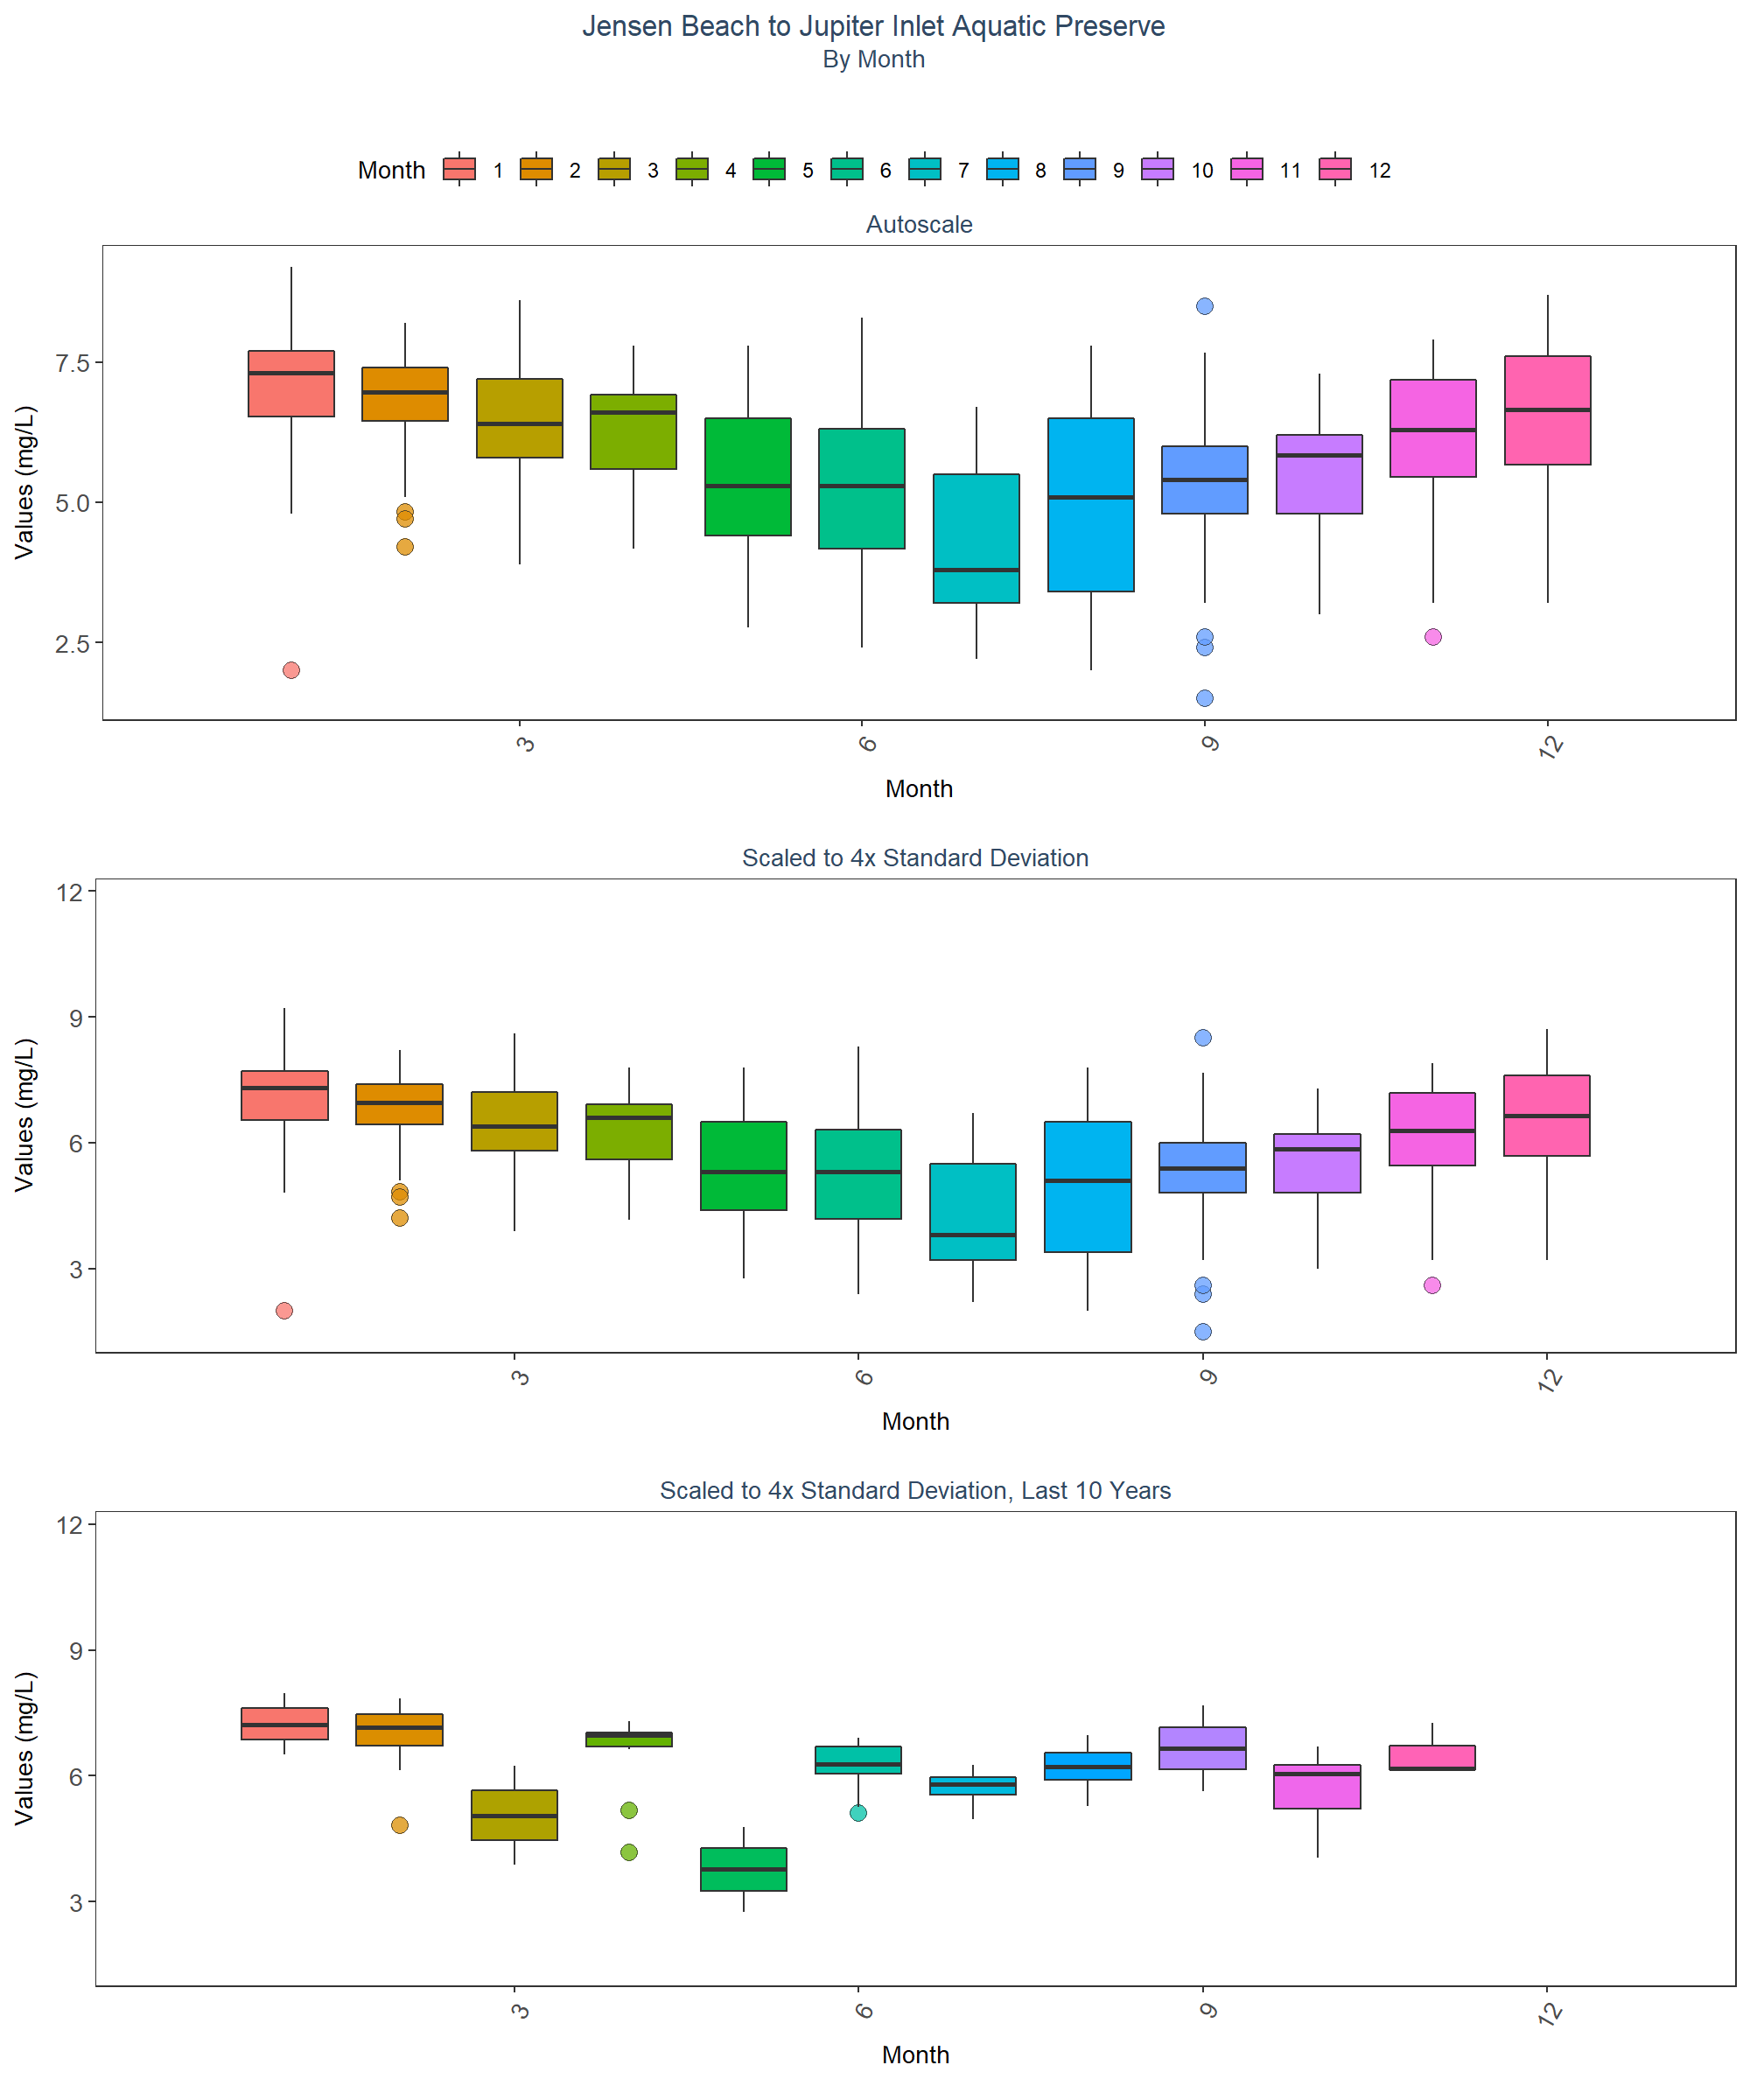 Jensen Beach to Jupiter Inlet Aquatic Preserve
By Month
Month 1 2 3 4 5 6 7 8 9 10 11 12
Autoscale
Values (mg/L)
7.5
5.0
2.5
3 6 9 12
Month
Scaled to 4x Standard Deviation
Values (mg/L)
12
9
6
3
3 6 9 12
Month
Scaled to 4x Standard Deviation, Last 10 Years
Values (mg/L)
12
9
6
3
3 6 9 12
Month